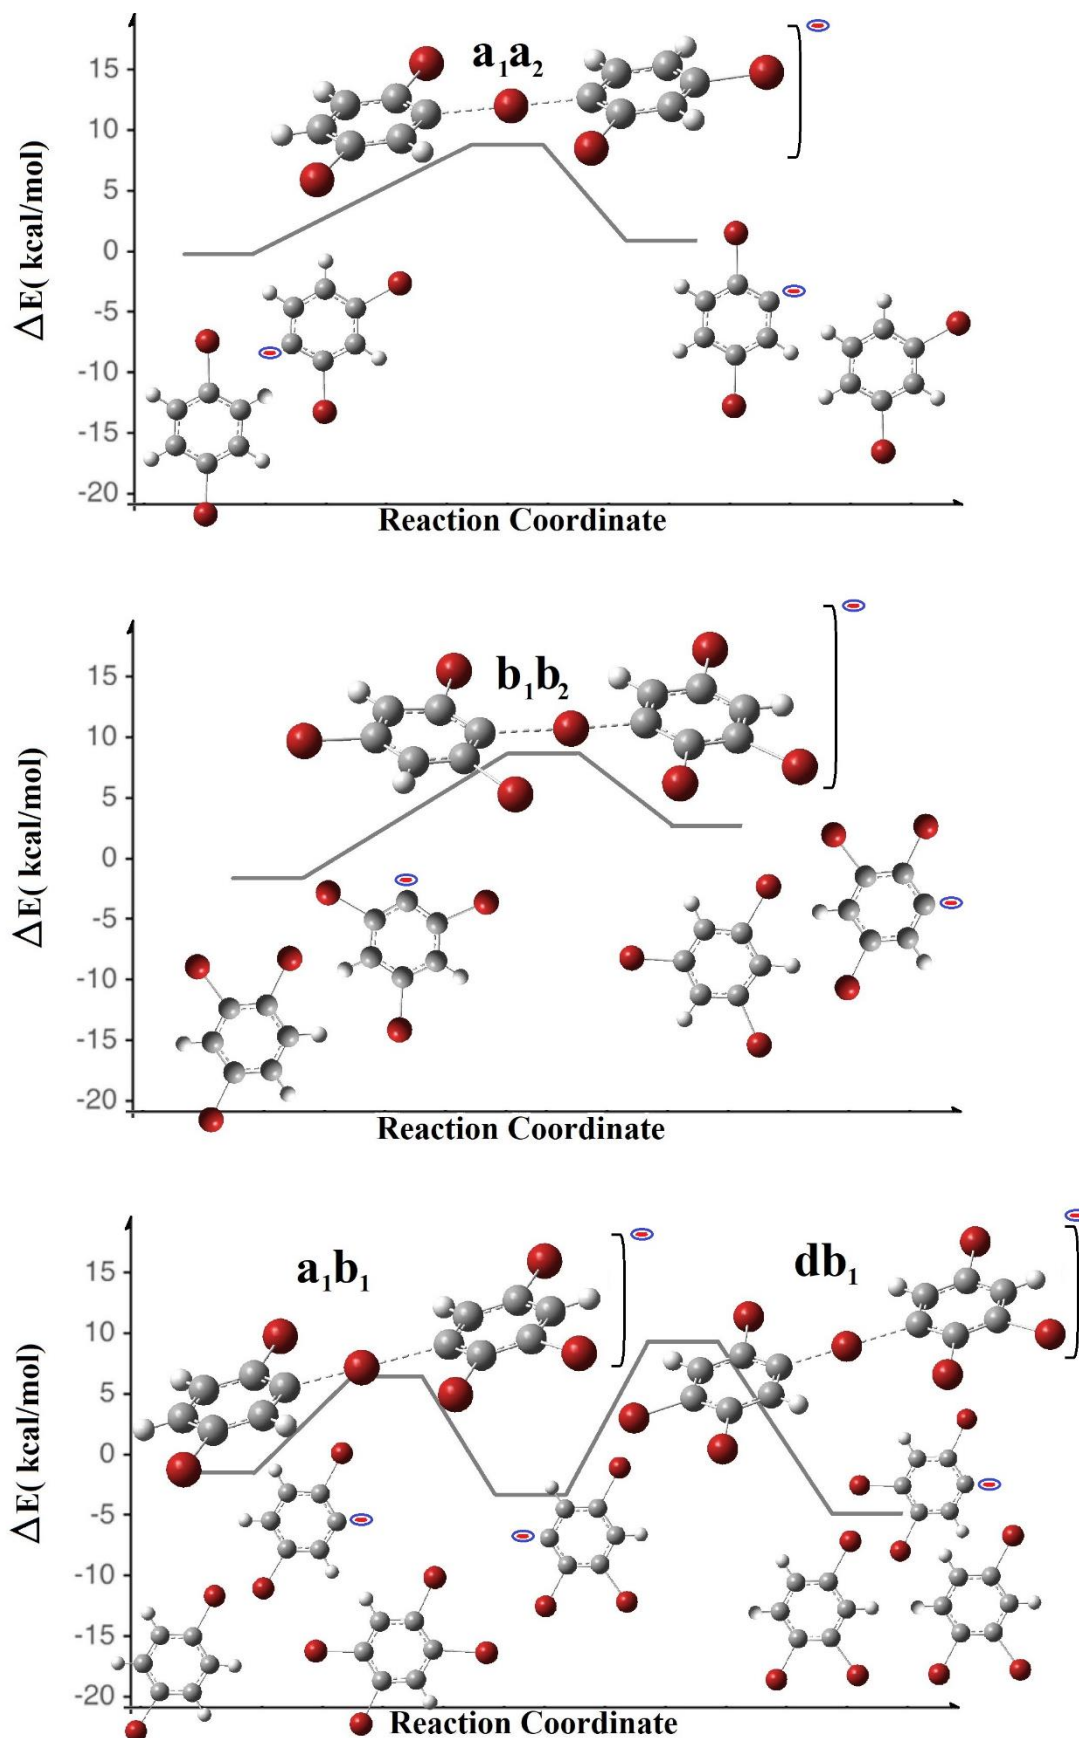 a₁a₂
15
10
5
0
-5
-10
-15
-20
ΔE( kcal/mol)
Reaction Coordinate
b₁b₂
15
10
5
0
-5
-10
-15
-20
ΔE( kcal/mol)
Reaction Coordinate
a₁b₁
db₁
15
10
5
0
-5
-10
-15
-20
ΔE( kcal/mol)
Reaction Coordinate